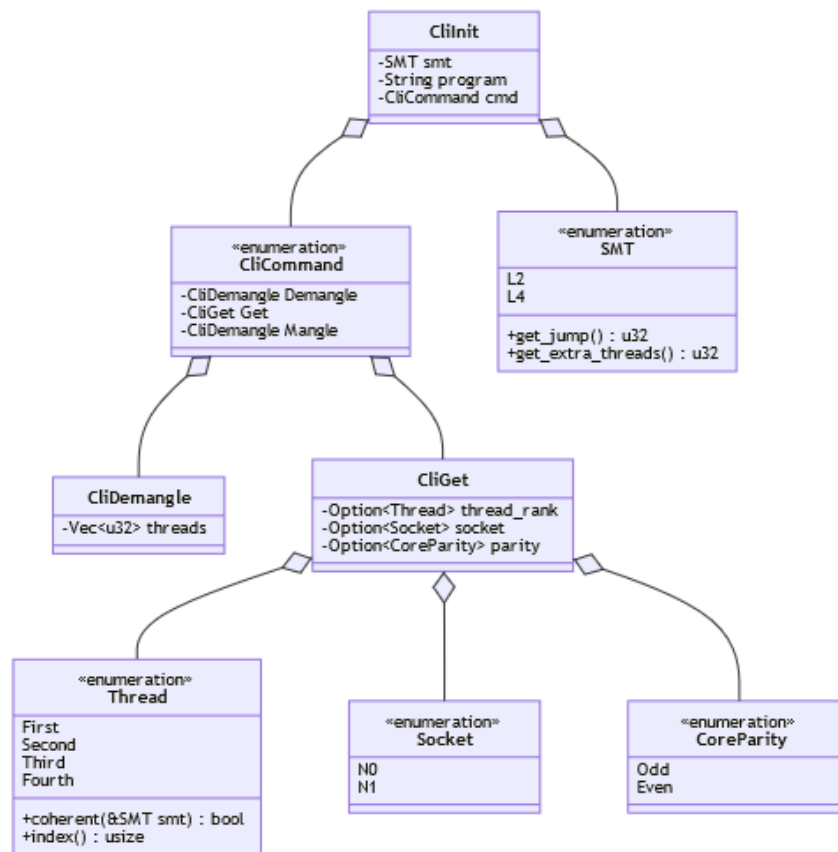 CliInit
-SMT smt
-String program
-CliCommand cmd
«enumeration»
CliCommand
-CliDemangle Demangle
-CliGet Get
-CliDemangle Mangle
«enumeration»
SMT
L2
L4
+get_jump() : u32
+get_extra_threads() : u32
CliDemangle
-Vec<u32> threads
CliGet
-Option<Thread> thread_rank
-Option<Socket> socket
-Option<CoreParity> parity
«enumeration»
Thread
First
Second
Third
Fourth
+coherent(&SMT smt) : bool
+index() : usize
«enumeration»
Socket
N0
N1
«enumeration»
CoreParity
Odd
Even